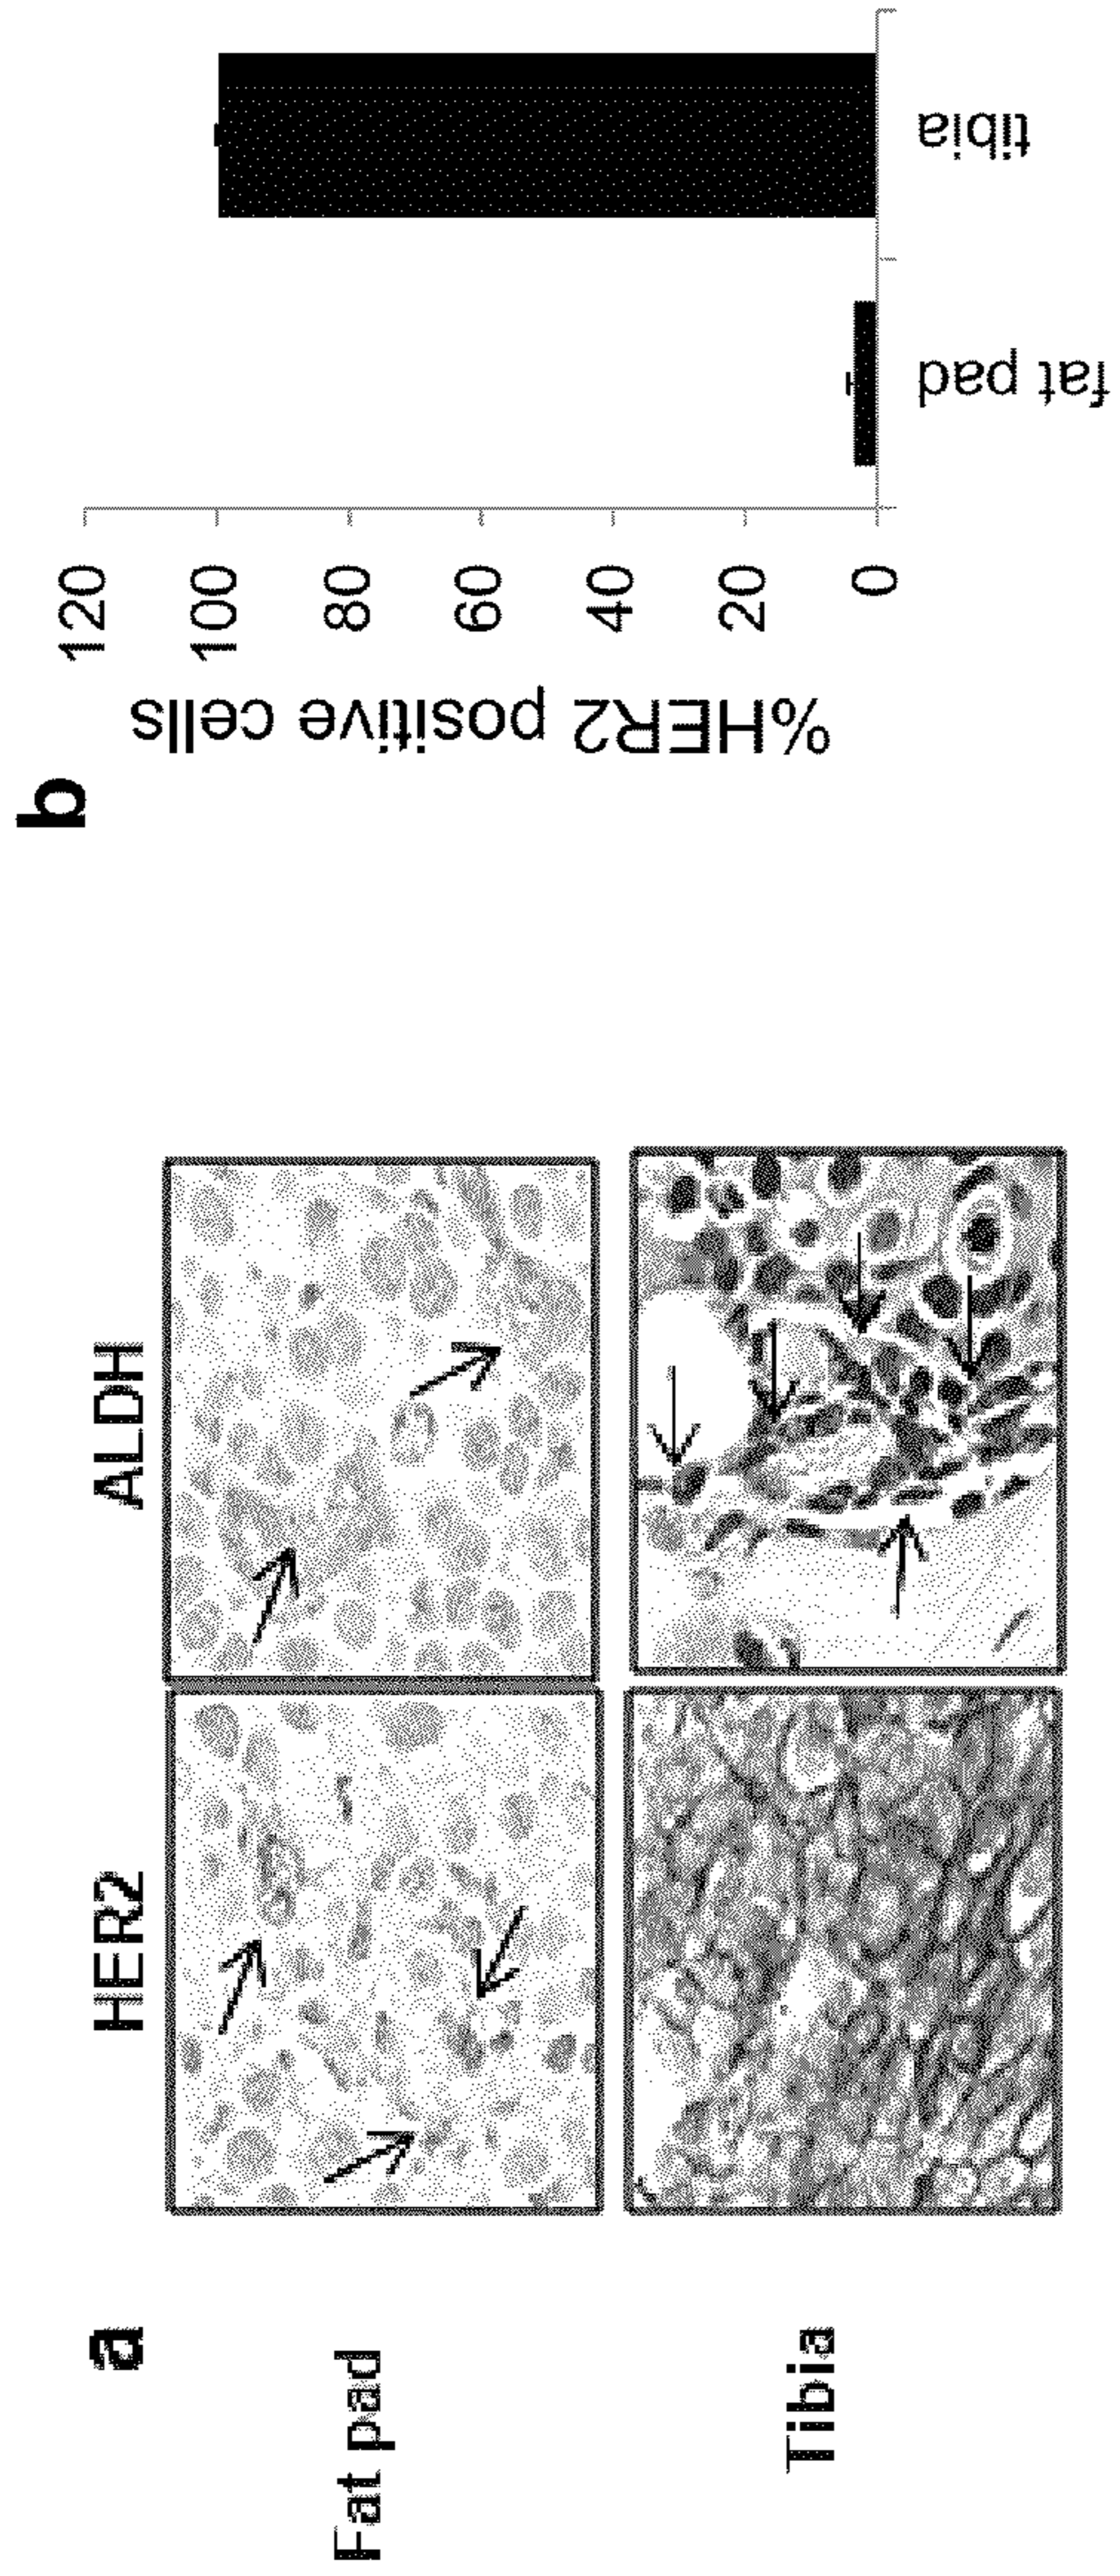 a
HER2 ALDH
Fat pad
Tibia
b
%HER2 positive cells
120
100
80
60
40
20
0
fat pad tibia